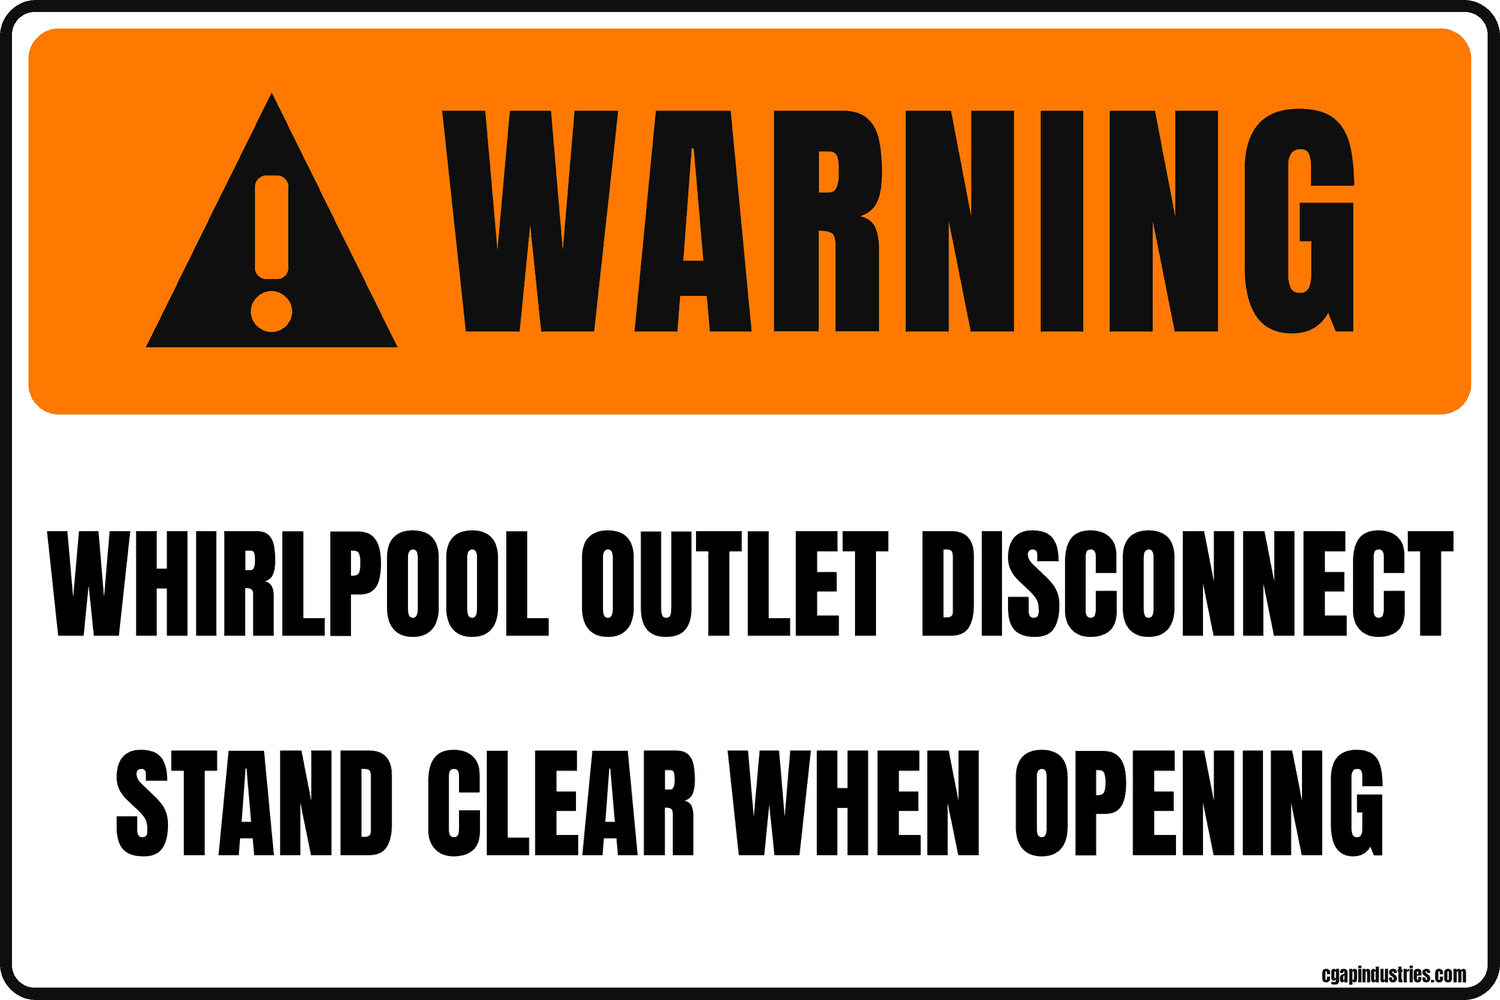 WARNING
WHIRLPOOL OUTLET DISCONNECT
STAND CLEAR WHEN OPENING
cgapindustries.com